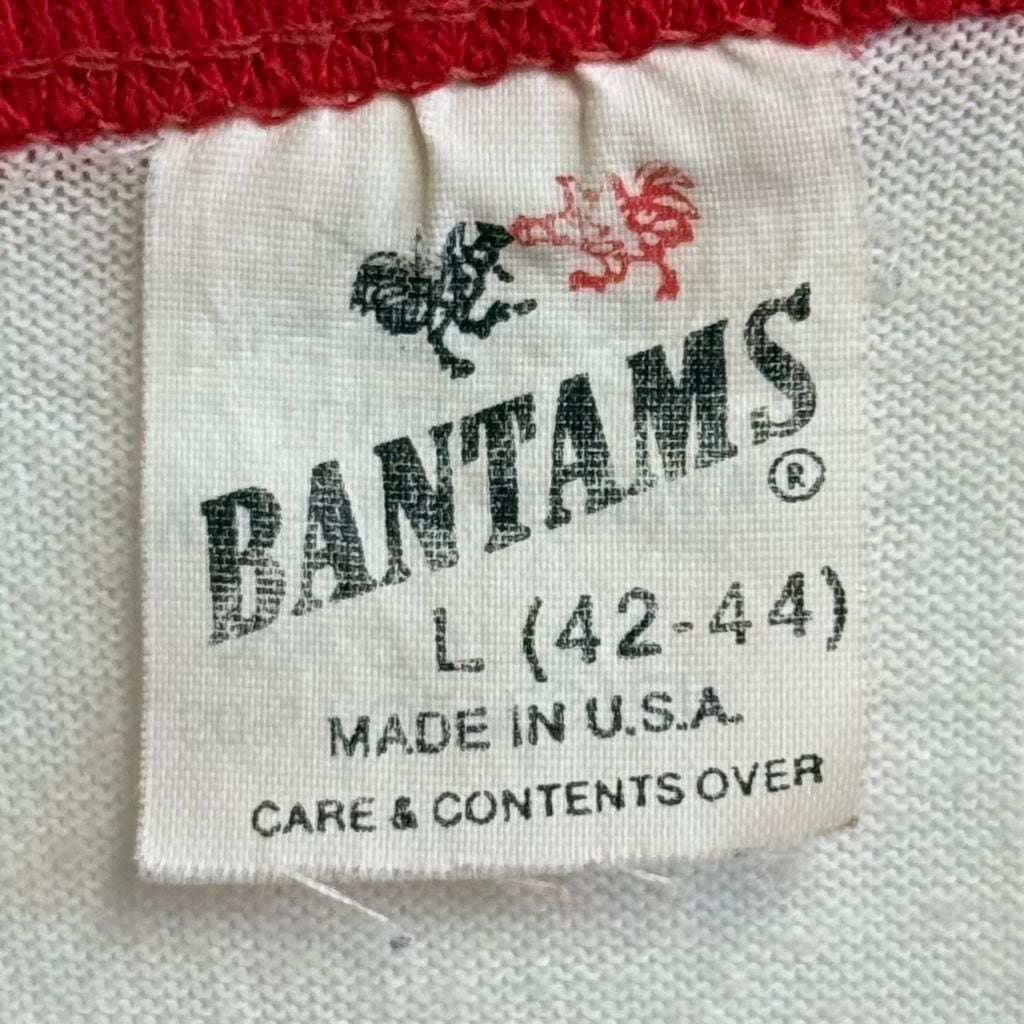 BANTAMS
®
L (42-44)
MADE IN U.S.A.
CARE & CONTENTS OVER